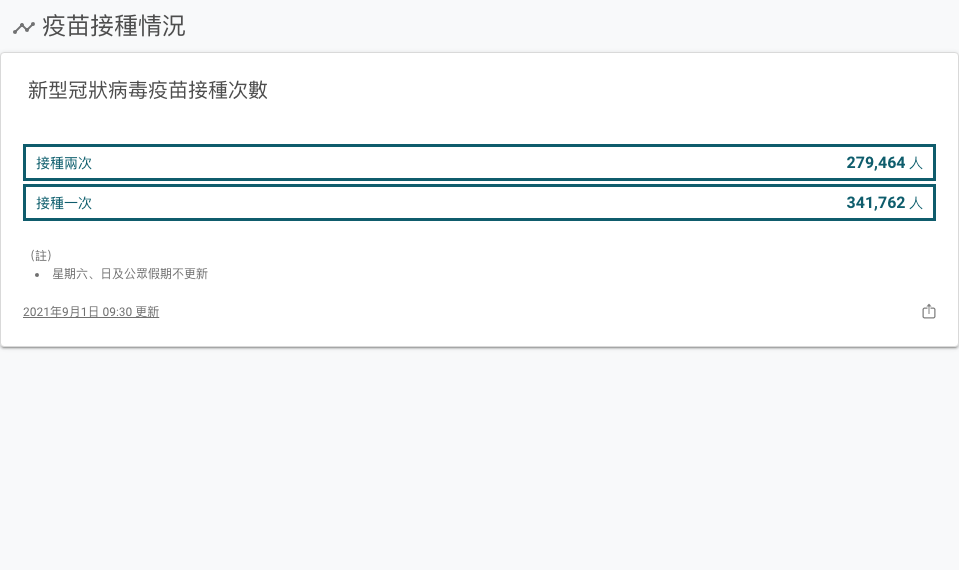 疫苗接種情況
新型冠狀病毒疫苗接種次數
接種兩次 279,464 人
接種一次 341,762 人
（註）
• 星期六、日及公眾假期不更新
2021年9月1日 09:30 更新